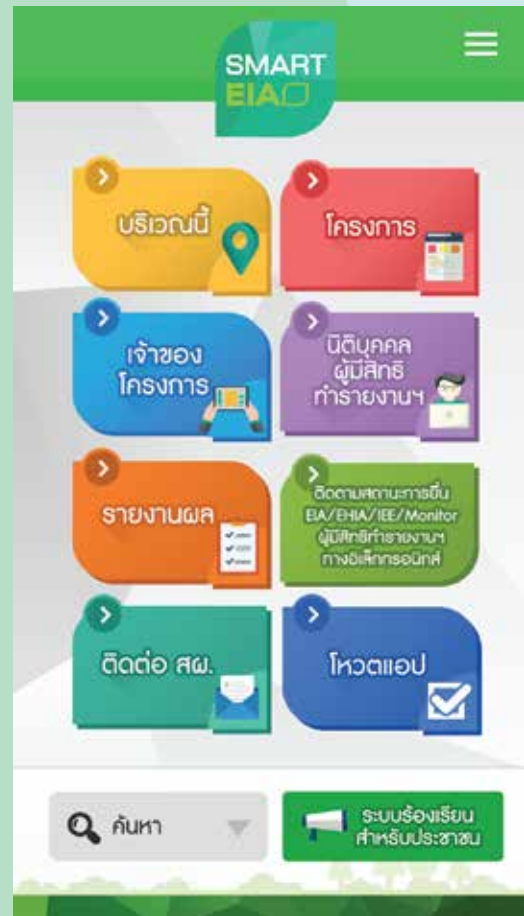 SMART
EIA
บริเวณนี้
โครงการ
เจ้าของ
โครงการ
นิติบุคคล
ผู้มีสิทธิ
ทำรายงานฯ
รายงานผล
ติดตามสถานะการยื่น
EIA/EHIA/IEE/Monitor
ผู้มีสิทธิทำรายงานฯ
ทางอิเล็กทรอนิกส์
ติดต่อ สผ.
โหวตแอป
ค้นหา
ระบบร้องเรียน
สำหรับประชาชน